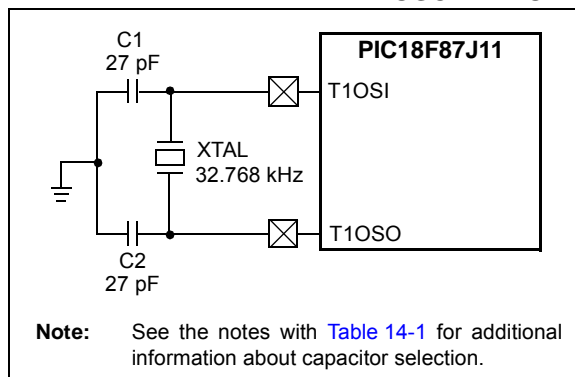 C1
27 pF
PIC18F87J11
T1OSI
XTAL
32.768 kHz
T1OSO
C2
27 pF
Note: See the notes with Table 14-1 for additional
information about capacitor selection.